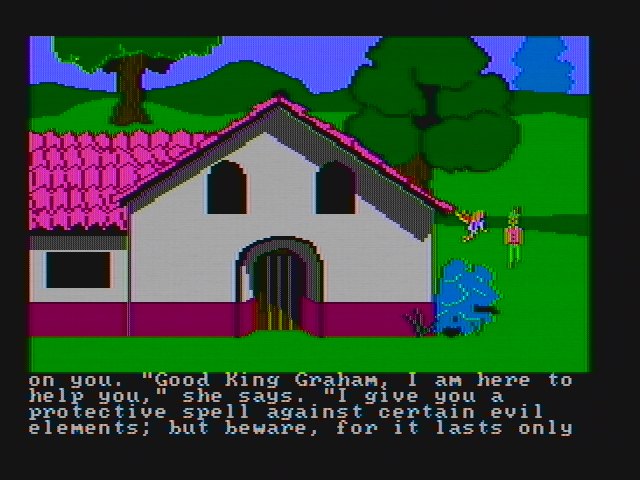 on you. "Good King Graham, I am here to
help you," she says. "I give you a
protective spell against certain evil
elements; but beware, for it lasts only